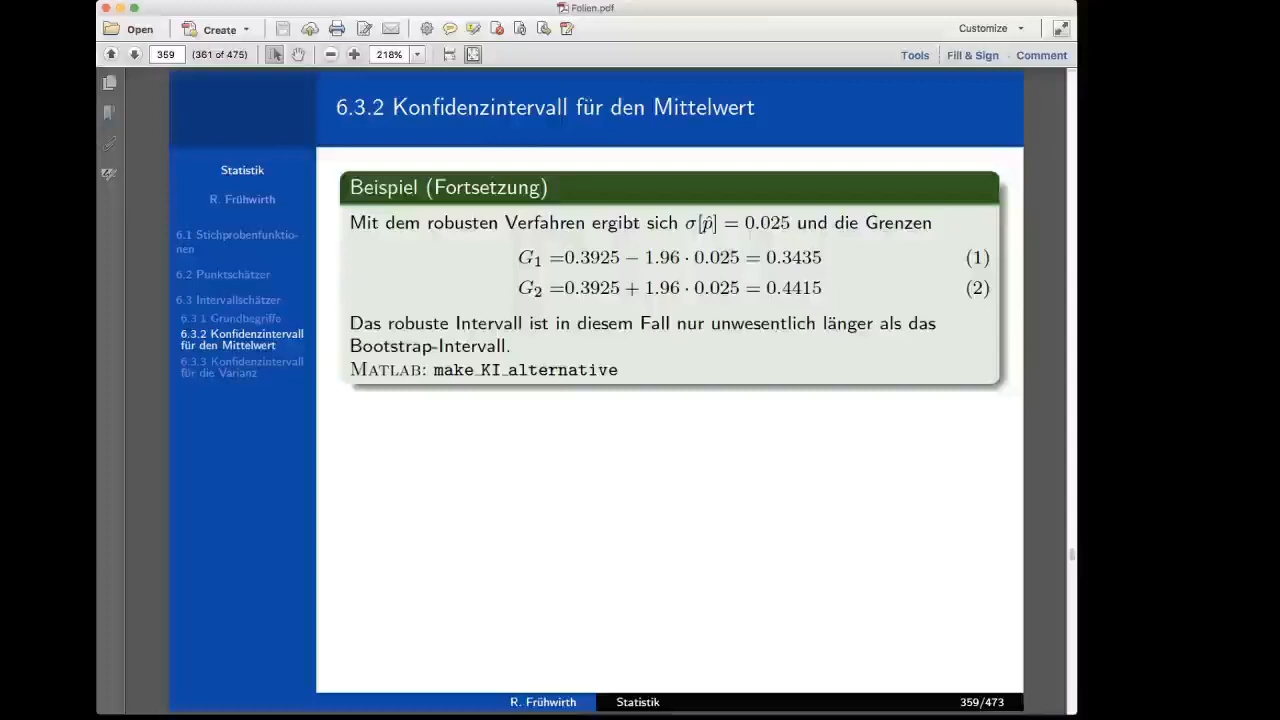 Folien.pdf
Open
Create
Customize
359 (361 of 475)
218%
Tools
Fill & Sign
Comment
6.3.2 Konfidenzintervall für den Mittelwert
Statistik
R. Frühwirth
6.1 Stichprobenfunktio-
nen
6.2 Punktschätzer
6.3 Intervallschätzer
6.3.1 Grundbegriffe
6.3.2 Konfidenzintervall
für den Mittelwert
6.3.3 Konfidenzintervall
für die Varianz
Beispiel (Fortsetzung)
Mit dem robusten Verfahren ergibt sich σ[p̂] = 0.025 und die Grenzen
G₁ =0.3925 − 1.96 · 0.025 = 0.3435 (1)
G₂ =0.3925 + 1.96 · 0.025 = 0.4415 (2)
Das robuste Intervall ist in diesem Fall nur unwesentlich länger als das
Bootstrap-Intervall.
MATLAB: make_KI_alternative
R. Frühwirth
Statistik
359/473